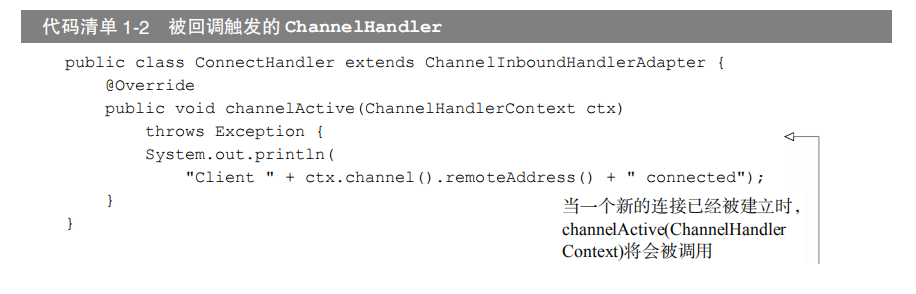 代码清单 1-2 被回调触发的 ChannelHandler
public class ConnectHandler extends ChannelInboundHandlerAdapter {
    @Override
    public void channelActive(ChannelHandlerContext ctx)
        throws Exception {
        System.out.println(
            "Client " + ctx.channel().remoteAddress() + " connected");
    }
}
当一个新的连接已经被建立时，
channelActive(ChannelHandler
Context)将会被调用